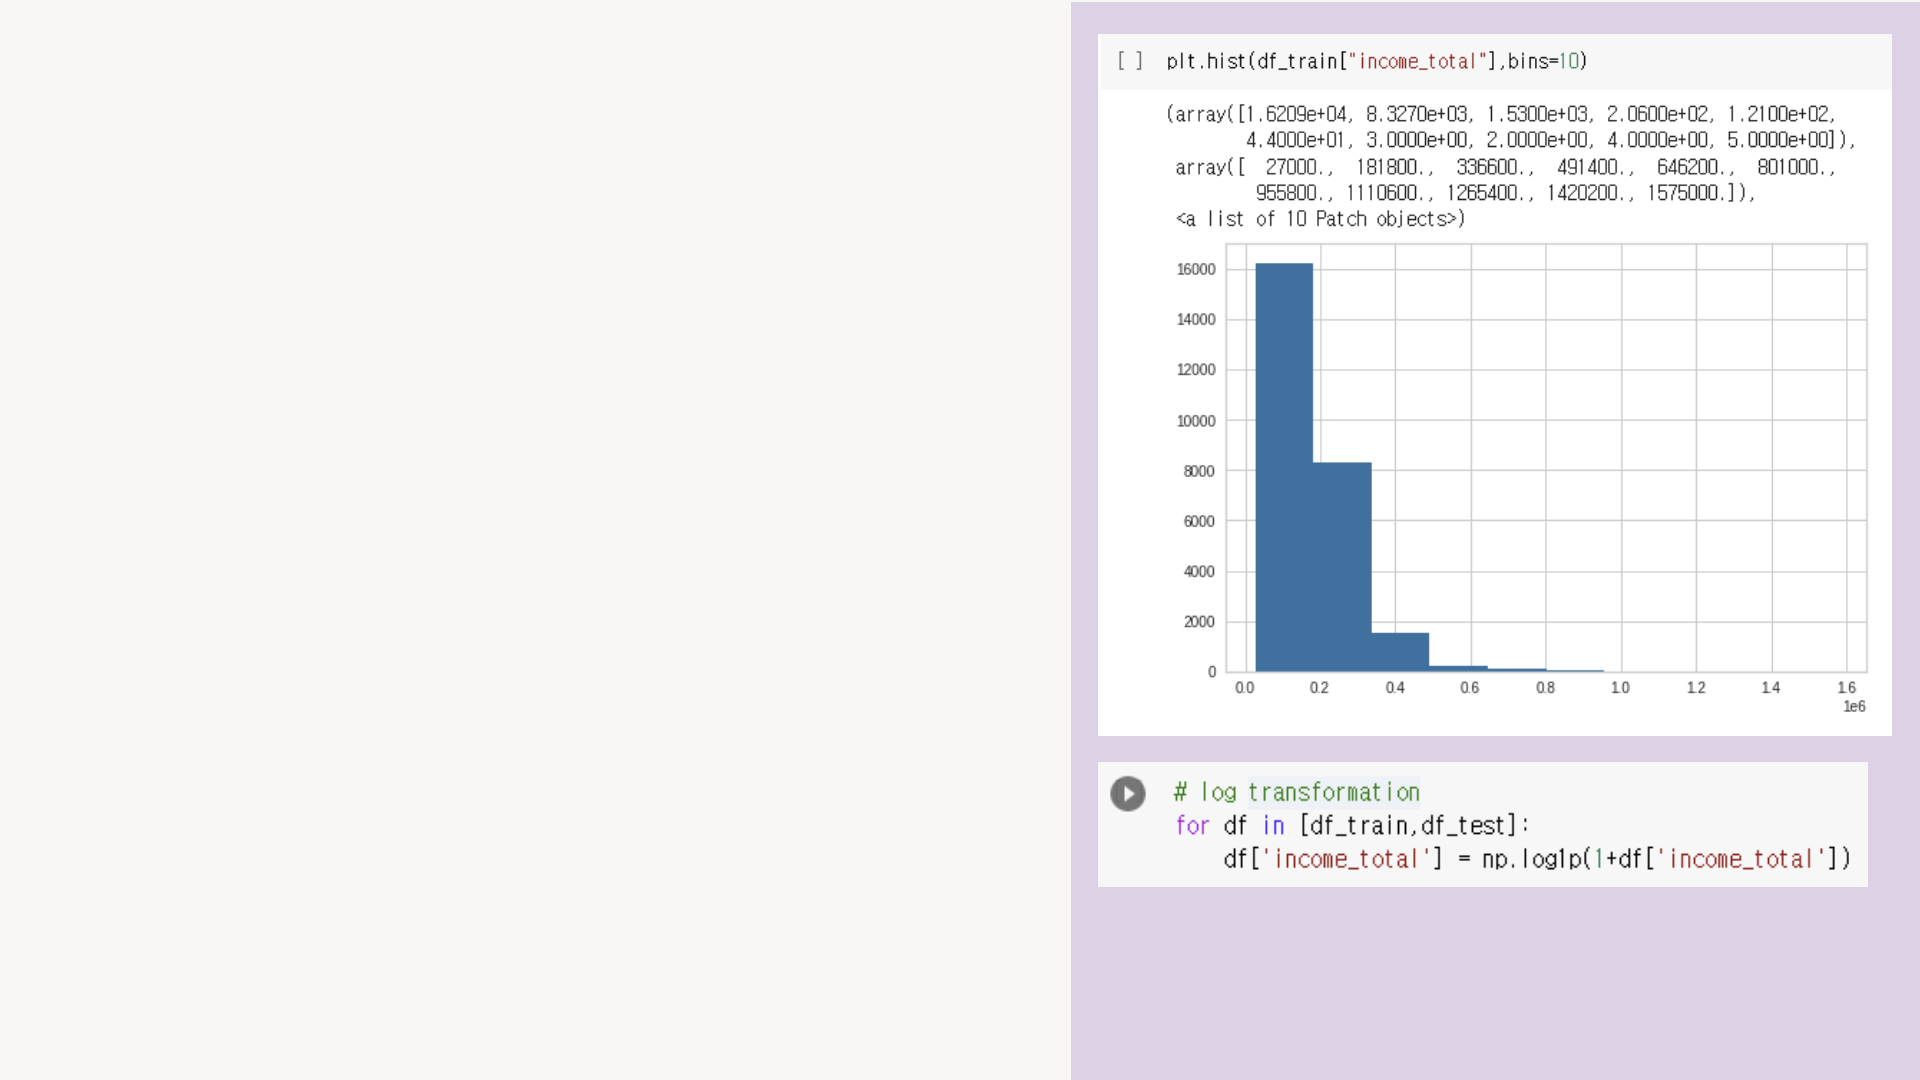 [ ] plt.hist(df_train["income_total"],bins=10)
(array([1.6209e+04, 8.3270e+03, 1.5300e+03, 2.0600e+02, 1.2100e+02,
4.4000e+01, 3.0000e+00, 2.0000e+00, 4.0000e+00, 5.0000e+00]),
array([ 27000., 181800., 336600., 491400., 646200., 801000.,
955800., 1110600., 1265400., 1420200., 1575000.]),
<a list of 10 Patch objects>)
16000
14000
12000
10000
8000
6000
4000
2000
0
0.0 0.2 0.4 0.6 0.8 1.0 1.2 1.4 1.6
1e6
# log transformation
for df in [df_train,df_test]:
df['income_total'] = np.log1p(1+df['income_total'])